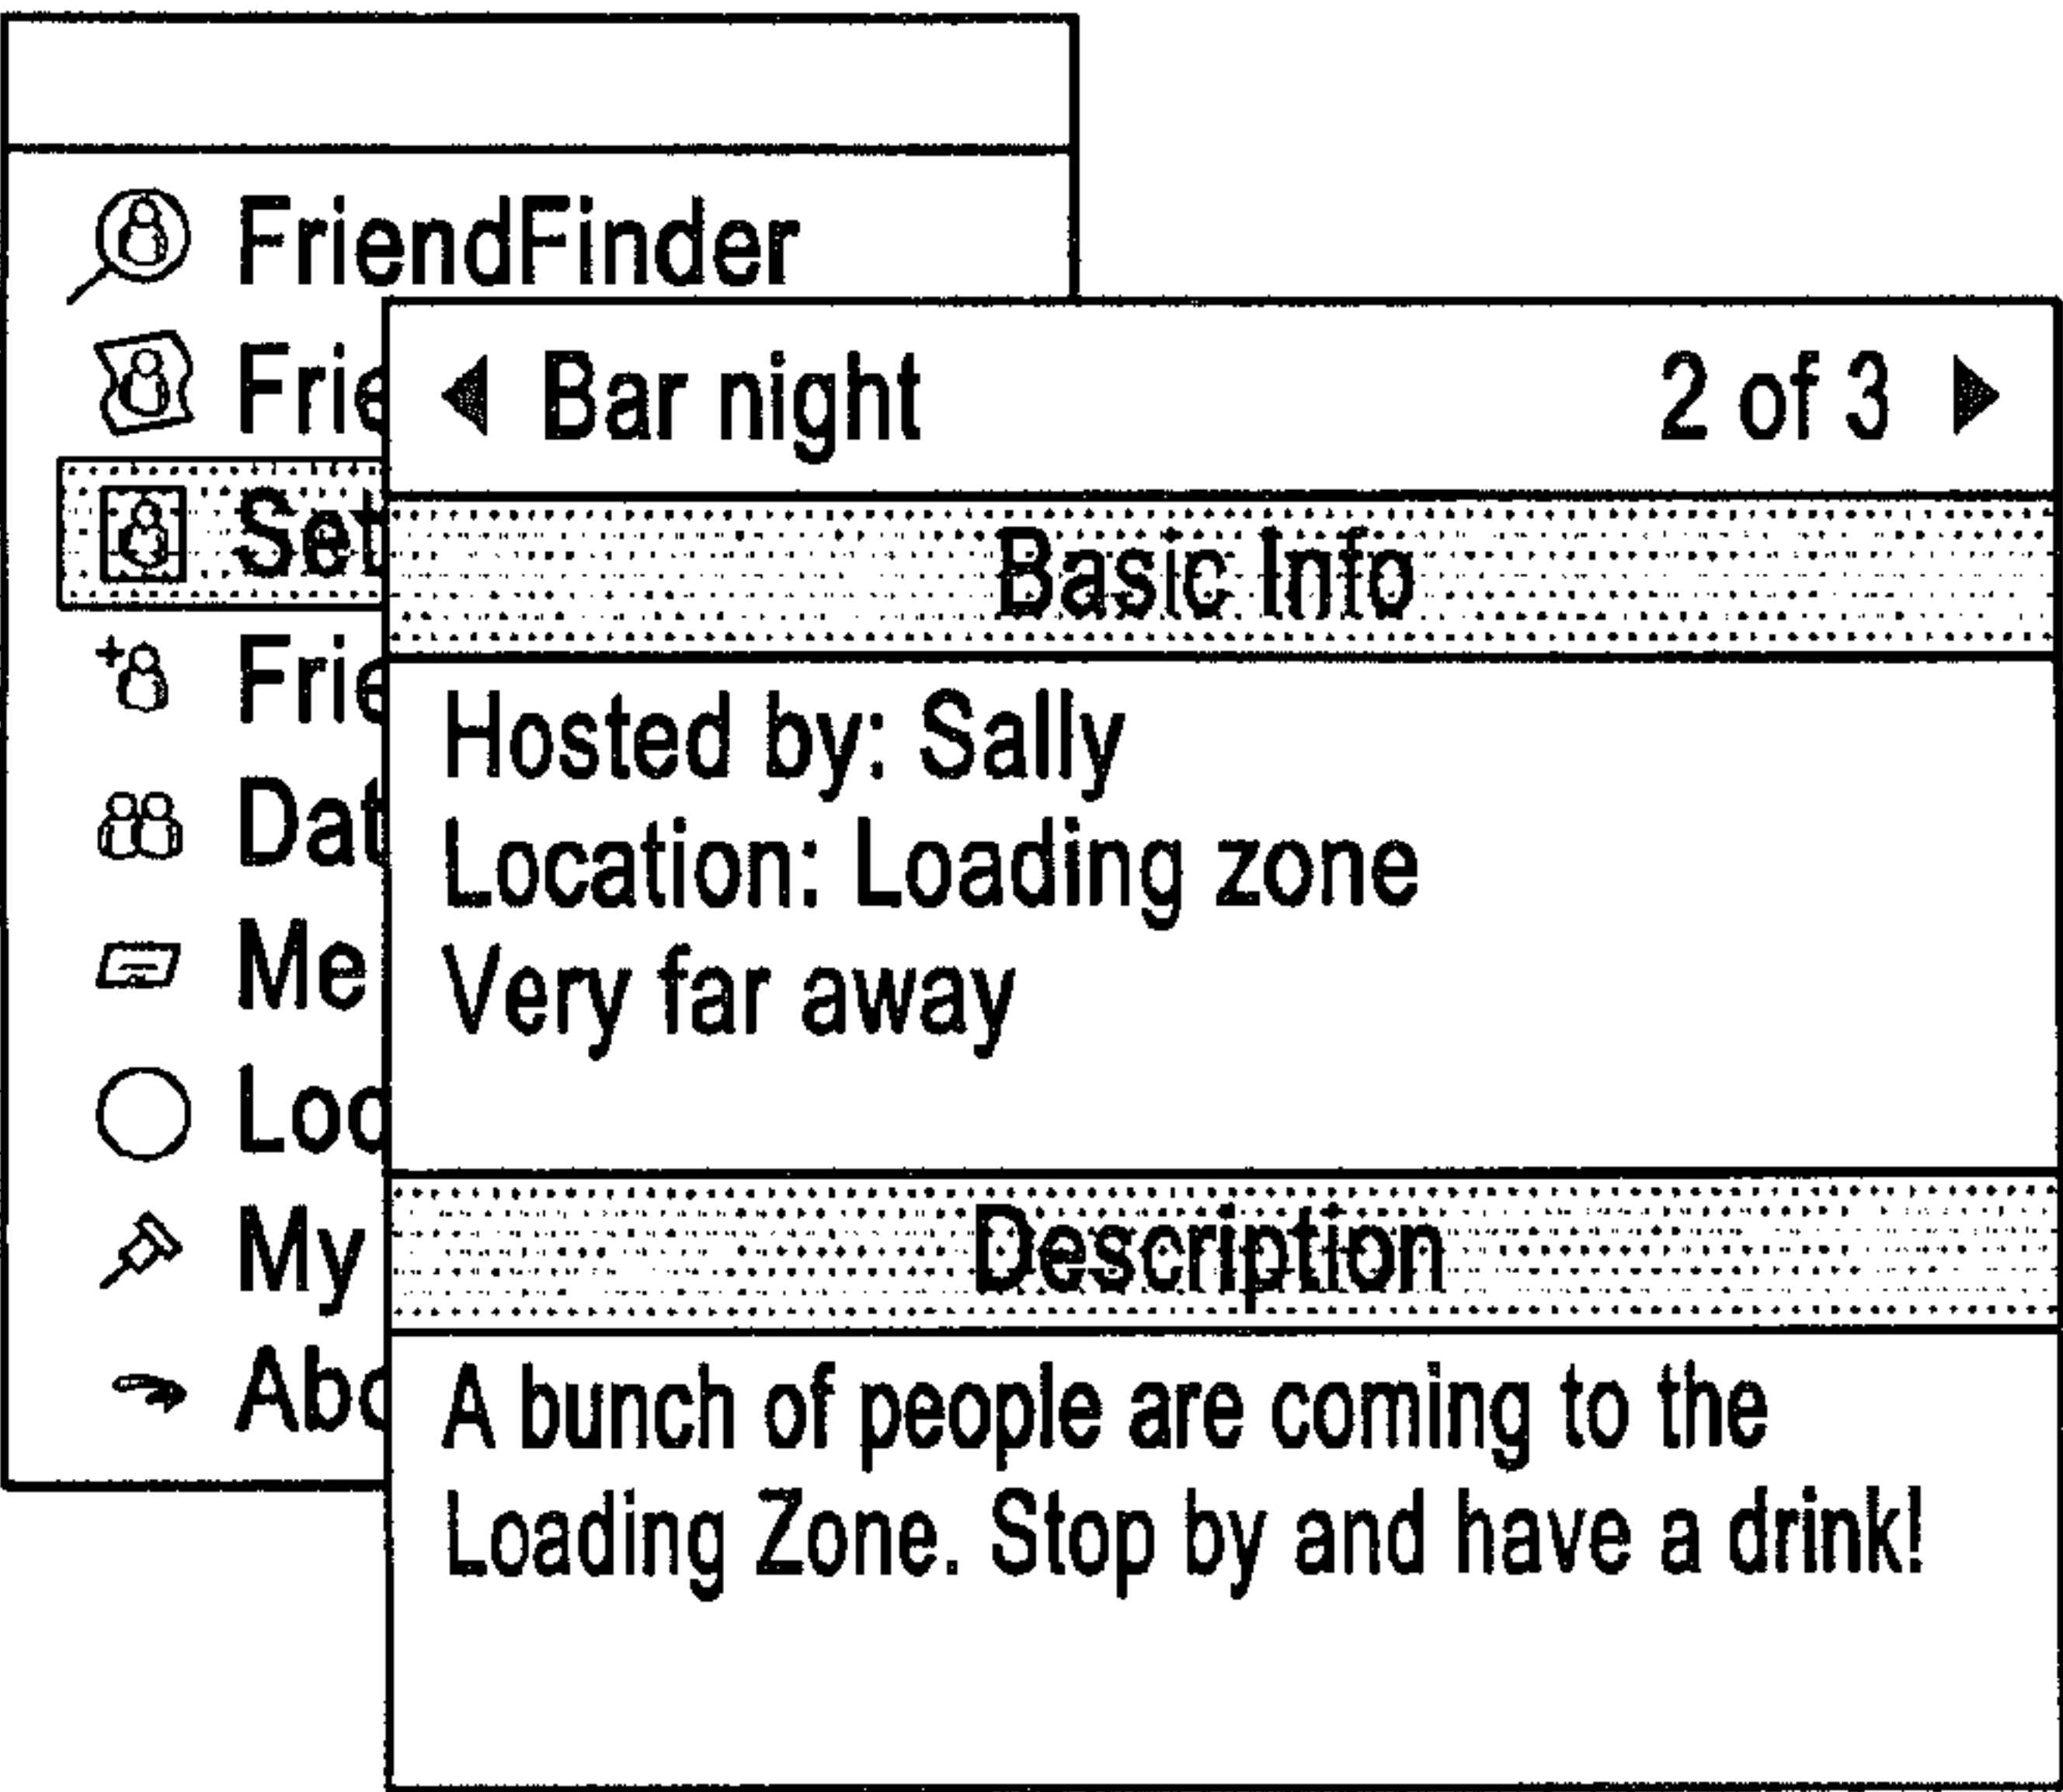 FriendFinder
Frie
Set
Frie
Dat
Me
Loc
My
Abo
Bar night 2 of 3
Basic Info
Hosted by: Sally
Location: Loading zone
Very far away
Description
A bunch of people are coming to the
Loading Zone. Stop by and have a drink!